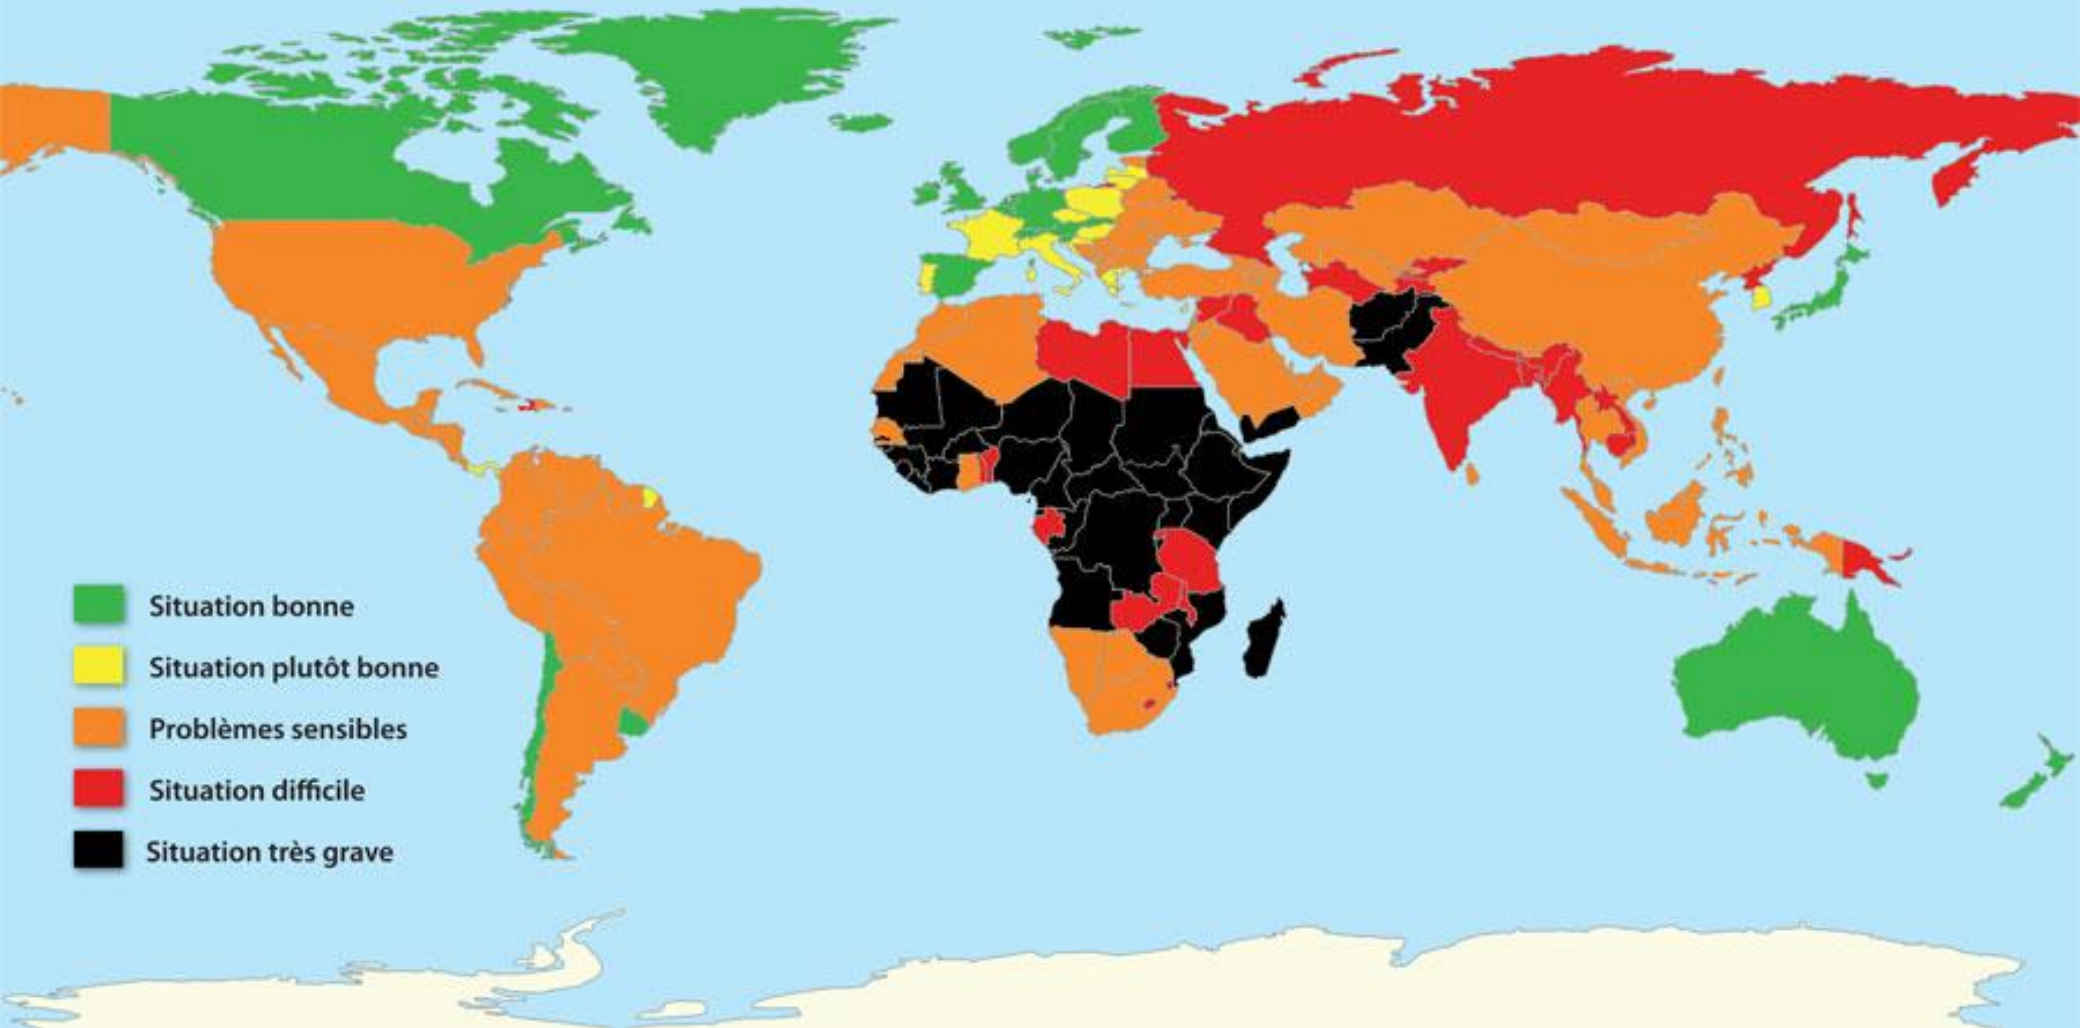 Situation bonne
Situation plutôt bonne
Problèmes sensibles
Situation difficile
Situation très grave